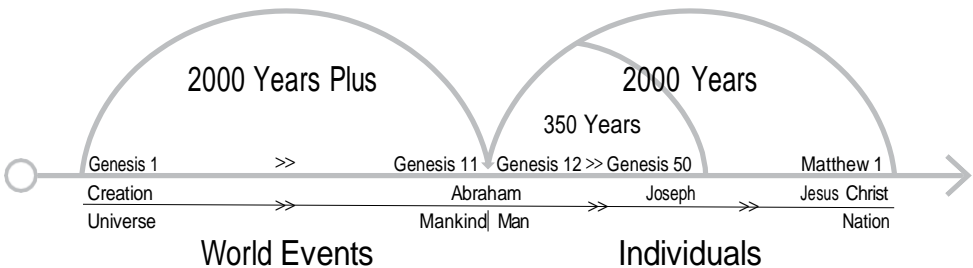 2000 Years Plus 2000 Years
350 Years
Genesis 1 >> Genesis 11 Genesis 12 >> Genesis 50 Matthew 1
Creation Abraham Joseph Jesus Christ
>> >> >>
Universe Mankind| Man Nation
World Events Individuals